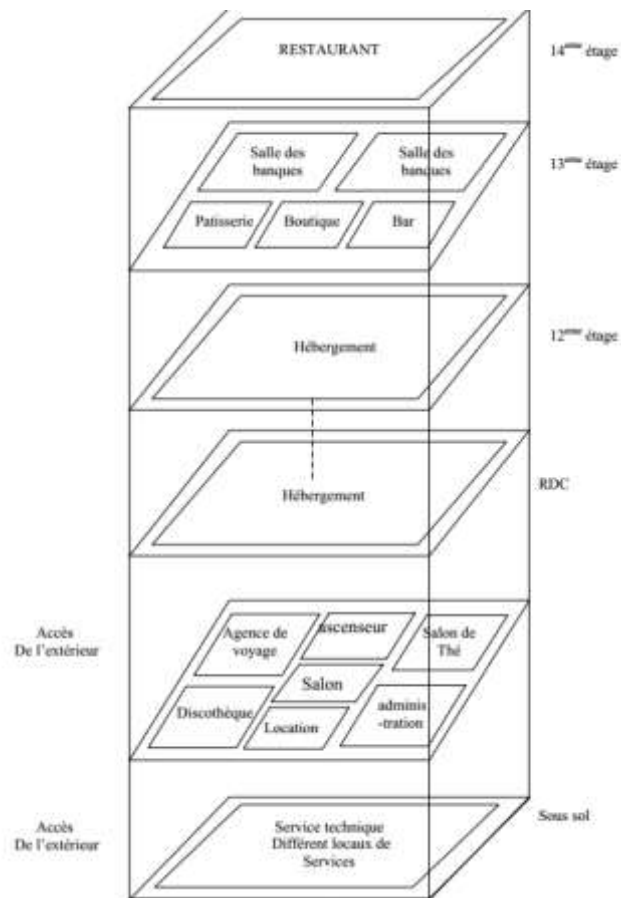 RESTAURANT
14ème étage
Salle des
banques
Salle des
banques
13ème étage
Patisserie
Boutique
Bar
Hébergement
12ème étage
Hébergement
RDC
Accès
De l'extérieur
Agence de
voyage
ascenseur
Salon de
Thé
Salon
Discothèque
Location
adminis
-tration
Accès
De l'extérieur
Service technique
Différent locaux de
Services
Sous sol